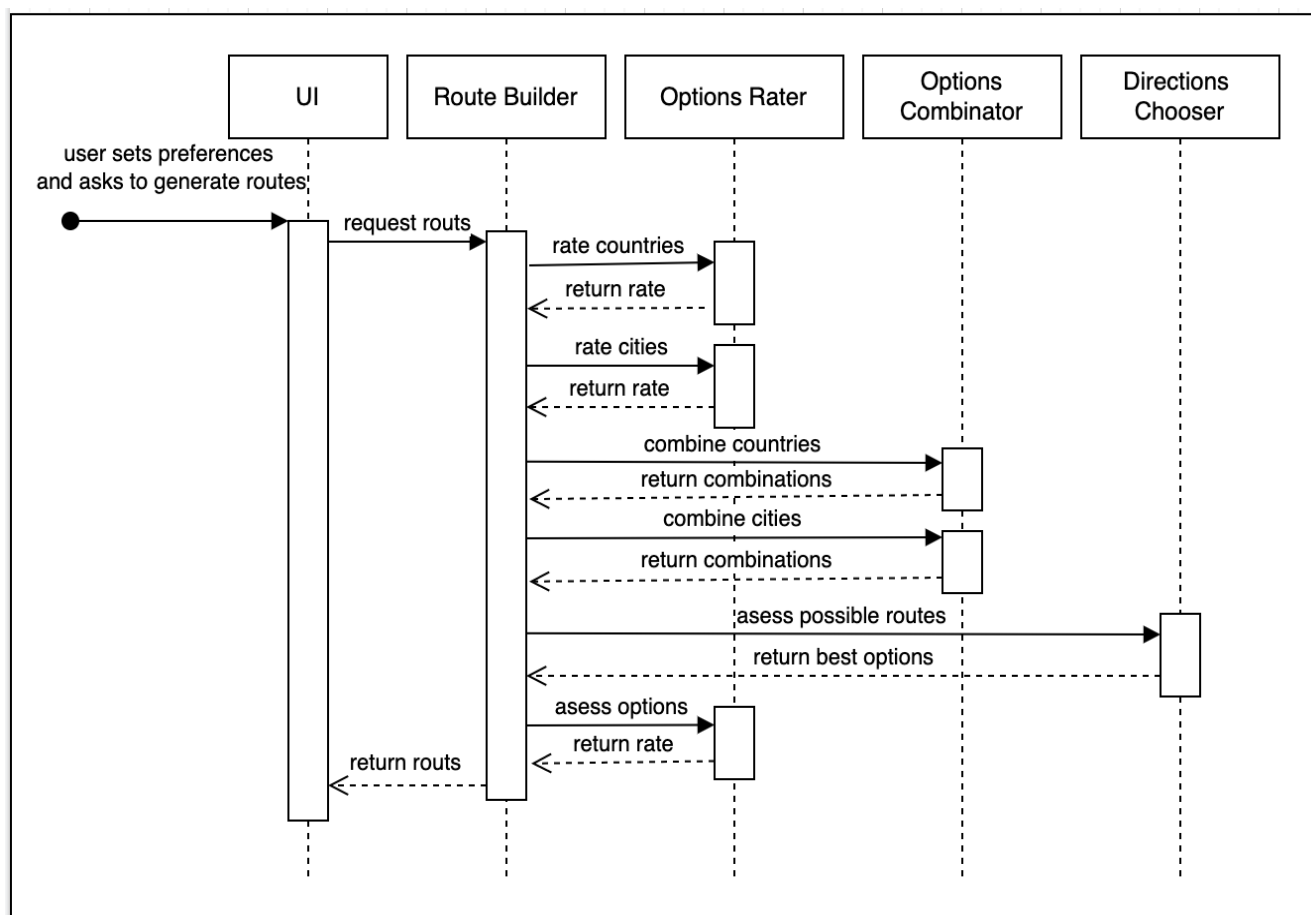 UI
Route Builder
Options Rater
Options
Combinator
Directions
Chooser
user sets preferences
and asks to generate routes
request routs
rate countries
return rate
rate cities
return rate
combine countries
return combinations
combine cities
return combinations
asess possible routes
return best options
asess options
return rate
return routs